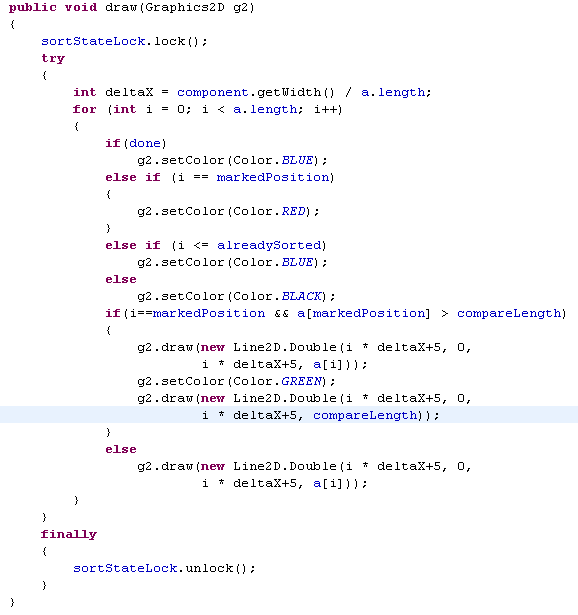 public void draw(Graphics2D g2)
{
    sortStateLock.lock();
    try
    {
        int deltaX = component.getWidth() / a.length;
        for (int i = 0; i < a.length; i++)
        {
            if(done)
                g2.setColor(Color.BLUE);
            else if (i == markedPosition)
            {
                g2.setColor(Color.RED);
            }
            else if (i <= alreadySorted)
                g2.setColor(Color.BLUE);
            else
                g2.setColor(Color.BLACK);
            if(i==markedPosition && a[markedPosition] > compareLength)
            {
                g2.draw(new Line2D.Double(i * deltaX+5, 0,
                        i * deltaX+5, a[i]));
                g2.setColor(Color.GREEN);
                g2.draw(new Line2D.Double(i * deltaX+5, 0,
                        i * deltaX+5, compareLength));
            }
            else
                g2.draw(new Line2D.Double(i * deltaX+5, 0,
                        i * deltaX+5, a[i]));
        }
    }
    finally
    {
        sortStateLock.unlock();
    }
}